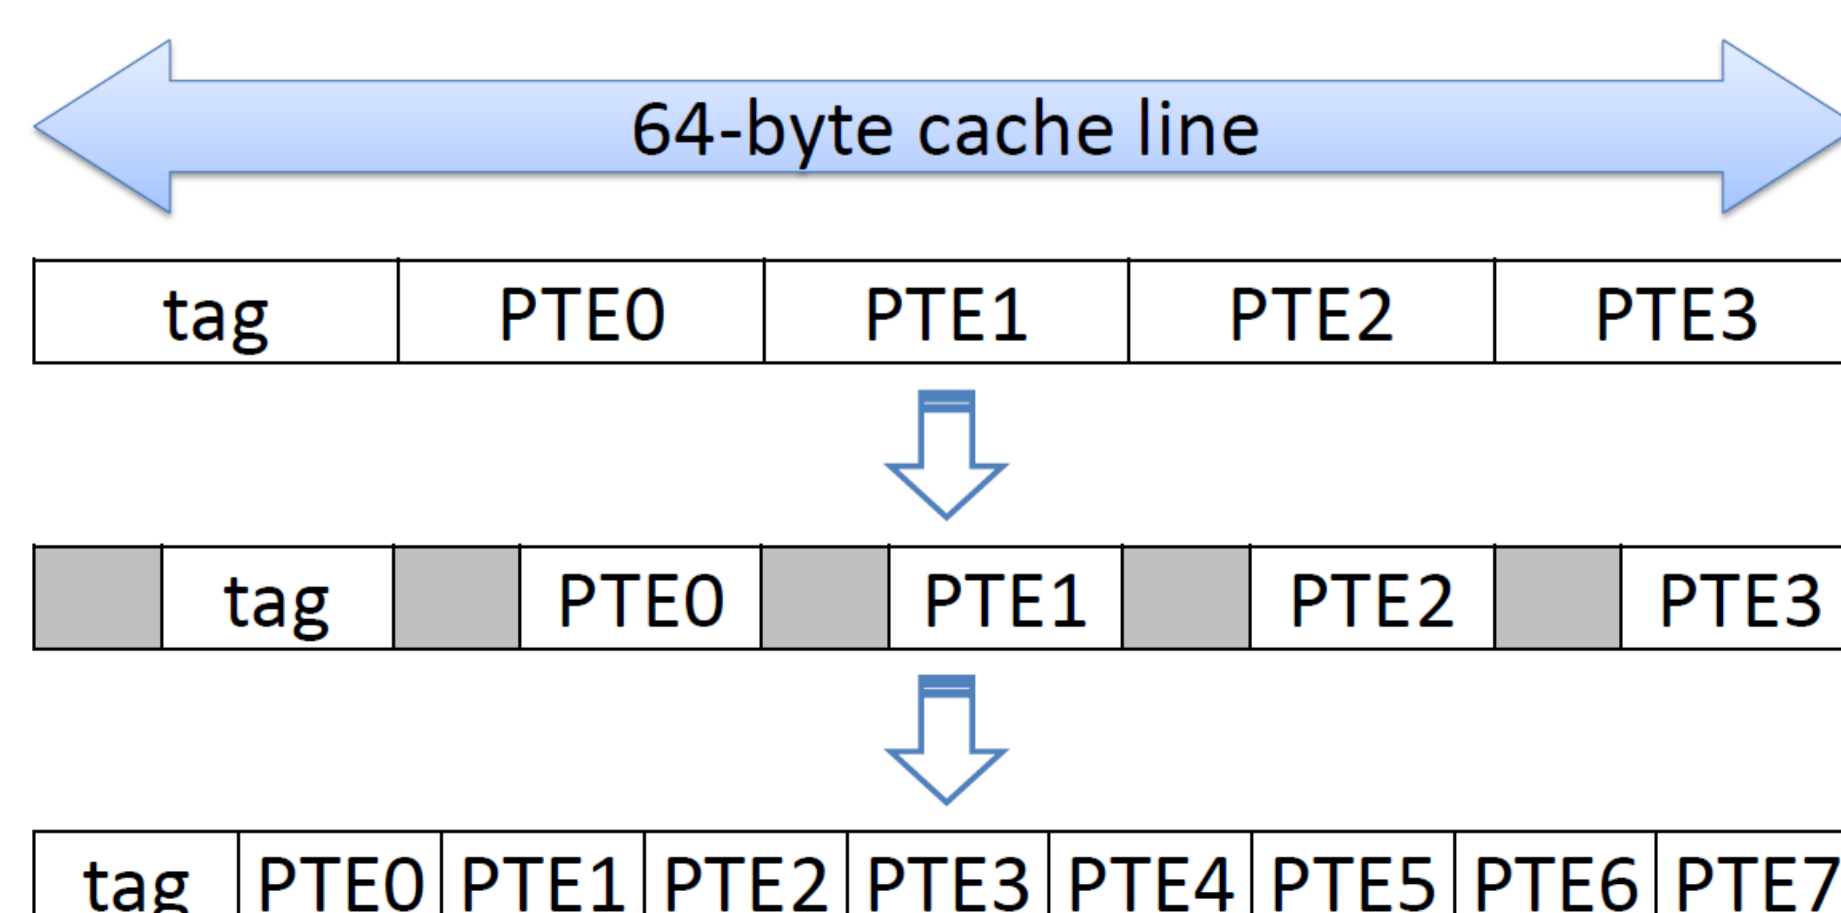 64-byte cache line
tag PTE0 PTE1 PTE2 PTE3
tag PTE0 PTE1 PTE2 PTE3
tag PTE0 PTE1 PTE2 PTE3 PTE4 PTE5 PTE6 PTE7